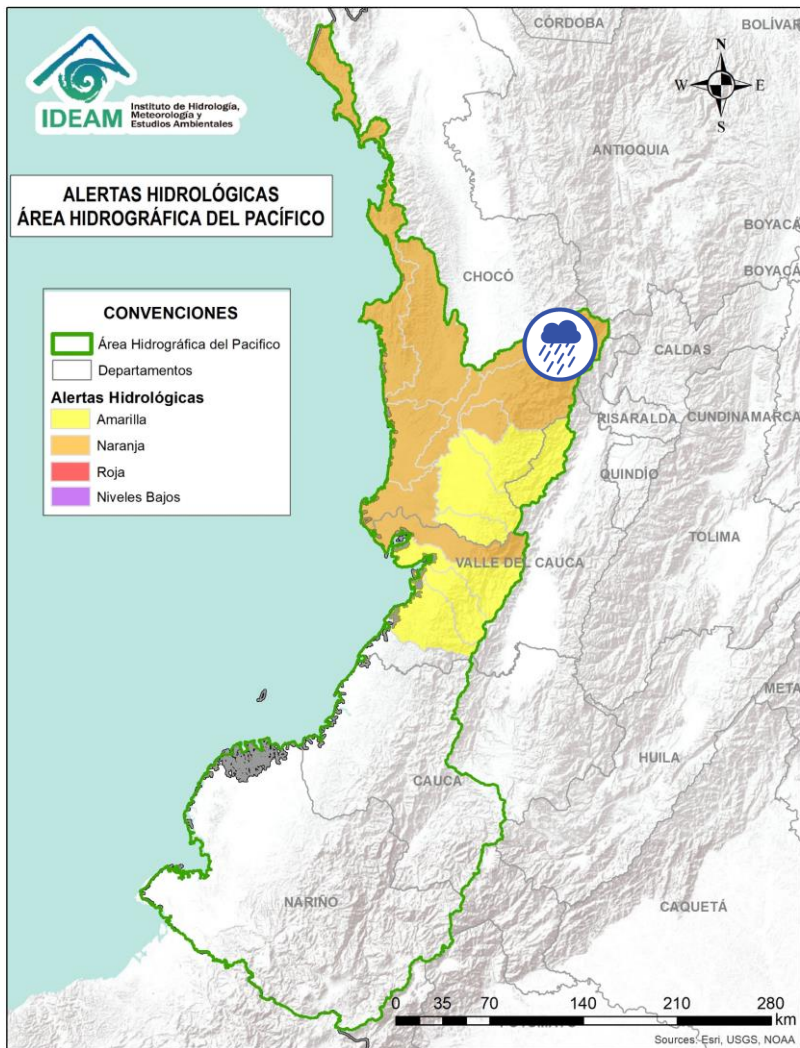 IDEAM
Instituto de Hidrología,
Meteorología y
Estudios Ambientales
ALERTAS HIDROLÓGICAS
ÁREA HIDROGRÁFICA DEL PACÍFICO
CONVENCIONES
Área Hidrográfica del Pacifico
Departamentos
Alertas Hidrológicas
Amarilla
Naranja
Roja
Niveles Bajos
CÓRDOBA
BOLÍVAR
N
W
E
S
ANTIOQUIA
BOYACÁ
BOYACÁ
CHOCÓ
CALDAS
RISARALDA
CUNDINAMARCA
QUINDÍO
TOLIMA
VALLE DEL CAUCA
META
HUILA
CAUCA
NARIÑO
CAQUETÁ
0 35 70 140 210 280
km
Sources: Esri, USGS, NOAA